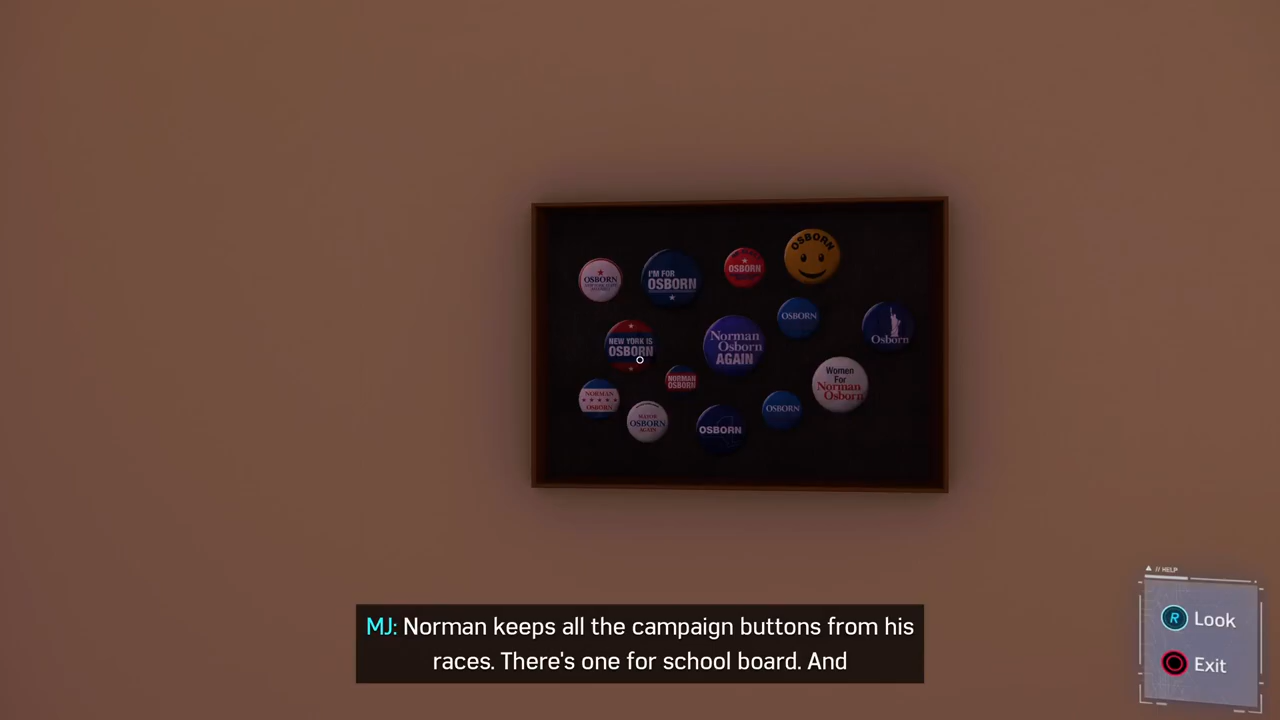 OSBORN
I'M FOR
OSBORN
OSBORN
OSBORN
NEW YORK IS
OSBORN
Norman
Osborn
AGAIN
OSBORN
Osborn
NORMAN
OSBORN
Women
For
Norman
Osborn
NORMAN
OSBORN
MAJOR
OSBORN
AGAIN
OSBORN
OSBORN
// HELP
R Look
Exit
MJ: Norman keeps all the campaign buttons from his
races. There's one for school board. And